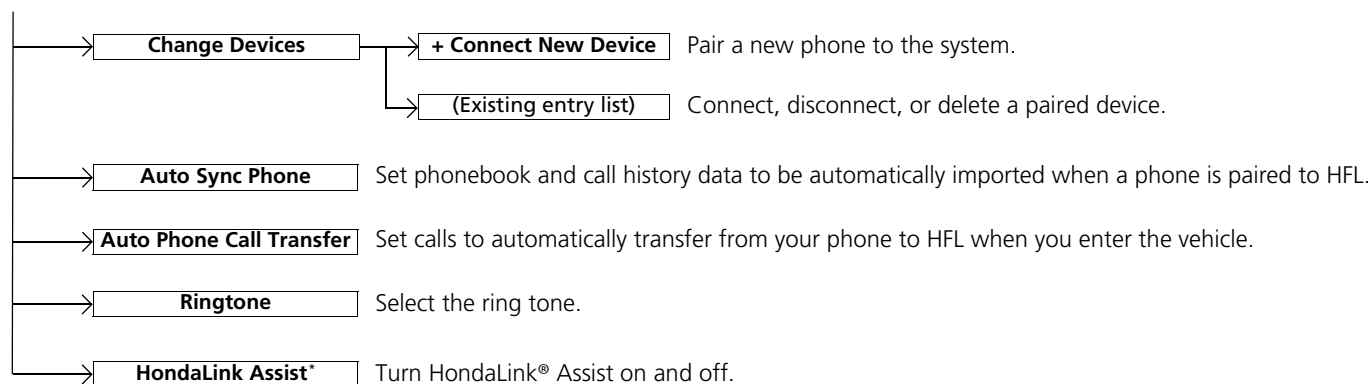 Change Devices
+ Connect New Device Pair a new phone to the system.
(Existing entry list) Connect, disconnect, or delete a paired device.
Auto Sync Phone Set phonebook and call history data to be automatically imported when a phone is paired to HFL.
Auto Phone Call Transfer Set calls to automatically transfer from your phone to HFL when you enter the vehicle.
Ringtone Select the ring tone.
HondaLink Assist* Turn HondaLink® Assist on and off.